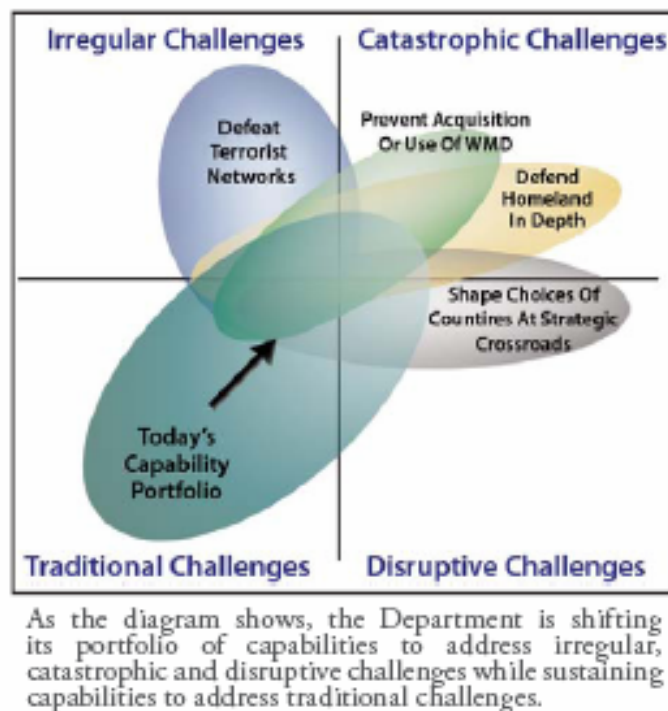 Irregular Challenges
Catastrophic Challenges
Defeat
Terrorist
Networks
Prevent Acquisition
Or Use Of WMD
Defend
Homeland
In Depth
Shape Choices Of
Countires At Strategic
Crossroads
Today's
Capability
Portfolio
Traditional Challenges
Disruptive Challenges
As the diagram shows, the Department is shifting
its portfolio of capabilities to address irregular,
catastrophic and disruptive challenges while sustaining
capabilities to address traditional challenges.